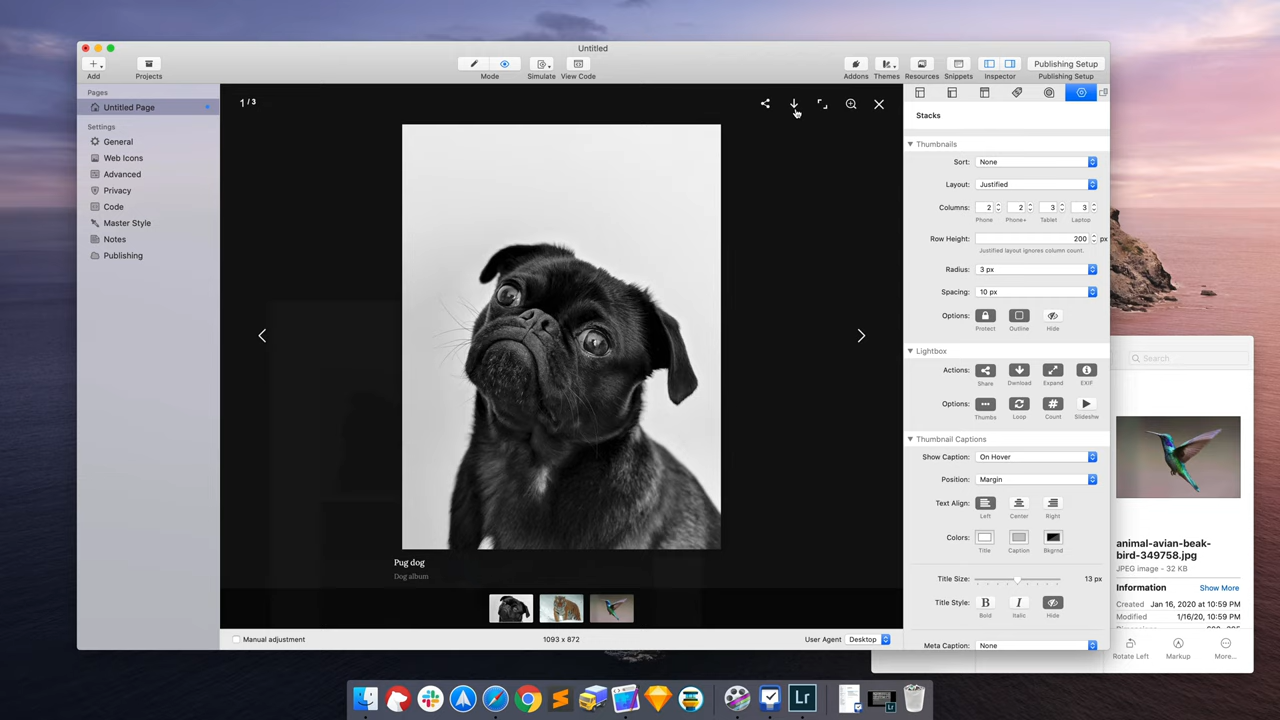 Untitled
Add
Projects
Mode
Simulate
View Code
Addons
Themes
Resources
Snippets
Inspector
Publishing Setup
Publishing Setup
Pages
Untitled Page
Settings
General
Web Icons
Advanced
Privacy
Code
Master Style
Notes
Publishing
1 / 3
Pug dog
Dog album
Manual adjustment
1093 x 872
User Agent
Desktop
Stacks
Thumbnails
Sort: None
Layout: Justified
Columns: 2 2 3 3
Phone Phone+ Tablet Laptop
Row Height: 200 px
Justified layout ignores column count.
Radius: 3 px
Spacing: 10 px
Options:
Protect Outline Hide
Lightbox
Actions:
Share Dwnload Expand EXIF
Options:
Thumbs Loop Count Slideshw
Thumbnail Captions
Show Caption: On Hover
Position: Margin
Text Align:
Left Center Right
Colors:
Title Caption Bkgrnd
Title Size: 13 px
Title Style: B I
Bold Italic Hide
Meta Caption: None
Search
animal-avian-beak-
bird-349758.jpg
JPEG image - 32 KB
Information Show More
Created Jan 16, 2020 at 10:59 PM
Modified 1/16/20, 10:59 PM
Rotate Left Markup More...
Lr